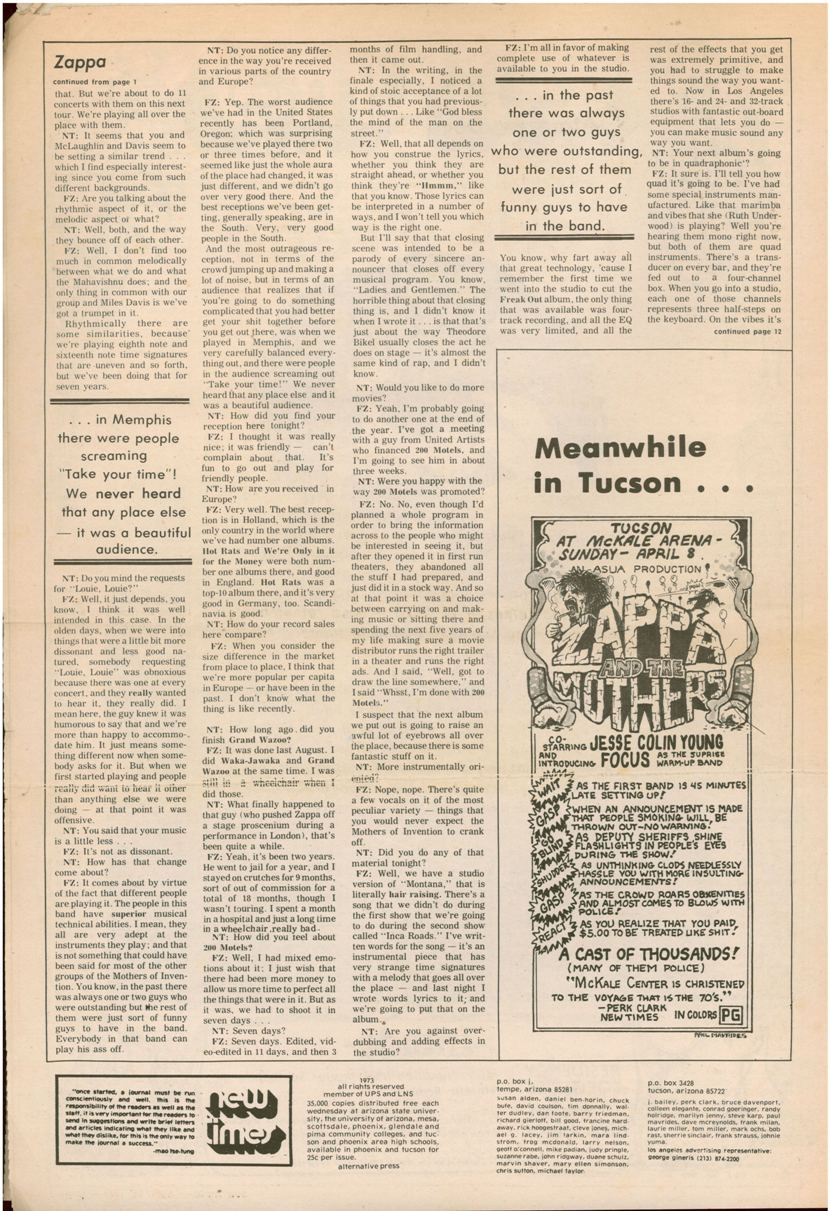 Zappa
continued from page 1
that. But we're about to do 11
concerts with them on this next
tour. We're playing all over the
place with them.
NT: It seems that you and
McLaughlin and Davis seem to
be setting a similar trend . . .
which I find especially interest-
ing since you come from such
different backgrounds.
FZ: Are you talking about the
rhythmic aspect of it, or the
melodic aspect of what?
NT: Well, both, and the way
they bounce off of each other.
FZ: Well, I don't find too
much in common melodically
between what we do and what
the Mahavishnu does; and the
only thing in common with our
group and Miles Davis is we've
got a trumpet in it.
Rhythmically there are
some similarities, because
we're playing eighth note and
sixteenth note time signatures
that are uneven and so forth,
but we've been doing that for
seven years.
. . . in Memphis
there were people
screaming
"Take your time"!
We never heard
that any place else
— it was a beautiful
audience.
NT: Do you mind the requests
for "Louie, Louie?"
FZ: Well, it just depends, you
know, I think it was well
intended in this case. In the
olden days, when we were into
things that were a little bit more
dissonant and less good na-
tured, somebody requesting
"Louie, Louie" was obnoxious
because there was one at every
concert, and they really wanted
to hear it, they really did. I
mean here, the guy knew it was
humorous to say that and we're
more than happy to accommo-
date him. It just means some-
thing different now when some-
body asks for it. But when we
first started playing and people
really did want to hear it other
than anything else we were
doing — at that point it was
offensive.
NT: You said that your music
is a little less . . .
FZ: It's not as dissonant.
NT: How has that change
come about?
FZ: It comes about by virtue
of the fact that different people
are playing it. The people in this
band have superior musical
technical abilities. I mean, they
all are very adept at the
instruments they play; and that
is not something that could have
been said for most of the other
groups of the Mothers of Inven-
tion. You know, in the past there
was always one or two guys who
were outstanding but the rest of
them were just sort of funny
guys to have in the band.
Everybody in that band can
play his ass off.
NT: Do you notice any differ-
ence in the way you're received
in various parts of the country
and Europe?
FZ: Yep. The worst audience
we've had in the United States
recently has been Portland,
Oregon; which was surprising
because we've played there two
or three times before, and it
seemed like just the whole aura
of the place had changed, it was
just different, and we didn't go
over very good there. And the
best receptions we've been get-
ting, generally speaking, are in
the South. Very, very good
people in the South.
And the most outrageous re-
ception, not in terms of the
crowd jumping up and making a
lot of noise, but in terms of an
audience that realizes that if
you're going to do something
complicated that you had better
get your shit together before
you get out there, was when we
played in Memphis, and we
very carefully balanced every-
thing out, and there were people
in the audience screaming out
"Take your time!" We never
heard that any place else and it
was a beautiful audience.
NT: How did you find your
reception here tonight?
FZ: I thought it was really
nice; it was friendly — can't
complain about that. It's
fun to go out and play for
friendly people.
NT: How are you received in
Europe?
FZ: Very well. The best recep-
tion is in Holland, which is the
only country in the world where
we've had number one albums.
Hot Rats and We're Only in it
for the Money were both num-
ber one albums there, and good
in England. Hot Rats was a
top-10 album there, and it's very
good in Germany, too. Scandi-
navia is good.
NT: How do your record sales
here compare?
FZ: When you consider the
size difference in the market
from place to place, I think that
we're more popular per capita
in Europe — or have been in the
past. I don't know what the
thing is like recently.
NT: How long ago did you
finish Grand Wazoo?
FZ: It was done last August. I
did Waka-Jawaka and Grand
Wazoo at the same time. I was
still in a wheelchair when I
did those.
NT: What finally happened to
that guy (who pushed Zappa off
a stage proscenium during a
performance in London), that's
been quite a while.
FZ: Yeah, it's been two years.
He went to jail for a year, and I
stayed on crutches for 9 months,
sort of out of commission for a
total of 18 months, though I
wasn't touring. I spent a month
in a hospital and just a long time
in a wheelchair really bad.
NT: How did you feel about
200 Motels?
FZ: Well, I had mixed emo-
tions about it; I just wish that
there had been more money to
allow us more time to perfect all
the things that were in it. But as
it was, we had to shoot it in
seven days . . .
NT: Seven days?
FZ: Seven days. Edited, vid-
eo-edited in 11 days, and then 3
months of film handling, and
then it came out.
NT: In the writing, in the
finale especially, I noticed a
kind of stoic acceptance of a lot
of things that you had previous-
ly put down . . . Like "God bless
the mind of the man on the
street."
FZ: Well, that all depends on
how you construe the lyrics,
whether you think they are
straight ahead, or whether you
think they're "Hmmm," like
that you know. Those lyrics can
be interpreted in a number of
ways, and I won't tell you which
way is the right one.
But I'll say that that closing
scene was intended to be a
parody of every sincere an-
nouncer that closes off every
musical program. You know,
"Ladies and Gentlemen." The
horrible thing about that closing
thing is, and I didn't know it
when I wrote it . . . is that that's
just about the way Theodore
Bikel usually closes the act he
does on stage — it's almost the
same kind of rap, and I didn't
know.
NT: Would you like to do more
movies?
FZ: Yeah, I'm probably going
to do another one at the end of
the year. I've got a meeting
with a guy from United Artists
who financed 200 Motels, and
I'm going to see him in about
three weeks.
NT: Were you happy with the
way 200 Motels was promoted?
FZ: No. No, even though I'd
planned a whole program in
order to bring the information
across to the people who might
be interested in seeing it, but
after they opened it in first run
theaters, they abandoned all
the stuff I had prepared, and
just did it in a stock way. And so
at that point it was a choice
between carrying on and mak-
ing music or sitting there and
spending the next five years of
my life making sure a movie
distributor runs the right trailer
in a theater and runs the right
ads. And I said, "Well, got to
draw the line somewhere," and
I said "Whsst, I'm done with 200
Motels."
I suspect that the next album
we put out is going to raise an
awful lot of eyebrows all over
the place, because there is some
fantastic stuff on it.
NT: More instrumentally ori-
ented?
FZ: Nope, nope. There's quite
a few vocals on it of the most
peculiar variety — things that
you would never expect the
Mothers of Invention to crank
off.
NT: Did you do any of that
material tonight?
FZ: Well, we have a studio
version of "Montana," that is
literally hair raising. There's a
song that we didn't do during
the first show that we're going
to do during the second show
called "Inca Roads." I've writ-
ten words for the song — it's an
instrumental piece that has
very strange time signatures
with a melody that goes all over
the place — and last night I
wrote words lyrics to it; and
we're going to put that on the
album.
NT: Are you against over-
dubbing and adding effects in
the studio?
FZ: I'm all in favor of making
complete use of whatever is
available to you in the studio.
. . . in the past
there was always
one or two guys
who were outstanding,
but the rest of them
were just sort of
funny guys to have
in the band.
You know, why fart away all
that great technology, 'cause I
remember the first time we
went into the studio to cut the
Freak Out album, the only thing
that was available was four-
track recording, and all the EQ
was very limited, and all the
rest of the effects that you get
was extremely primitive, and
you had to struggle to make
things sound the way you want-
ed to. Now in Los Angeles
there's 16- and 24- and 32-track
studios with fantastic out-board
equipment that lets you do —
you can make music sound any
way you want.
NT: Your next album's going
to be in quadraphonic?
FZ: It sure is. I'll tell you how
quad it's going to be. I've had
some special instruments man-
ufactured. Like that marimba
and vibes that she (Ruth Under-
wood) is playing? Well you're
hearing them mono right now,
but both of them are quad
instruments. There's a trans-
ducer on every bar, and they're
fed out to a four-channel
box. When you go into a studio,
each one of those channels
represents three half-steps on
the keyboard. On the vibes it's
continued page 12
Meanwhile
in Tucson . . .
TUCSON
AT McKALE ARENA -
SUNDAY - APRIL 8.
AN ASUA PRODUCTION!
ZAPPA
AND THE
MOTHERS
CO-
STARRING JESSE COLIN YOUNG
AND
INTRODUCING FOCUS AS THE SUPRISE
WARM-UP BAND
WAIT AS THE FIRST BAND IS 45 MINUTES
LATE SETTING UP!
GASP WHEN AN ANNOUNCEMENT IS MADE
THAT PEOPLE SMOKING WILL BE
THROWN OUT-NO WARNING!
AS DEPUTY SHERIFFS SHINE
FLASHLIGHTS IN PEOPLE'S EYES
DURING THE SHOW!
SHUDDER AS UNTHINKING CLODS NEEDLESSLY
HASSLE YOU WITH MORE INSULTING
ANNOUNCEMENTS!
GASP AS THE CROWD ROARS OBSENITIES
AND ALMOST COMES TO BLOWS WITH
POLICE!
REACT AS YOU REALIZE THAT YOU PAID
$5.00 TO BE TREATED LIKE SHIT!
A CAST OF THOUSANDS!
(MANY OF THEM POLICE)
"McKALE CENTER IS CHRISTENED
TO THE VOYAGE THAT IS THE 70'S."
-PERK CLARK
NEW TIMES IN COLORS PG
"once started, a journal must be run
conscientiously and well. this is the
responsibility of the readers as well as the
staff. it is very important for the readers to
send in suggestions and write brief letters
and articles indicating what they like and
what they dislike, for this is the only way to
make the journal a success."
-mao tse-tung
new
times
1973
all rights reserved
member of UPS and LNS
35,000 copies distributed free each
wednesday at arizona state univer-
sity, the university of arizona, mesa,
scottsdale, phoenix, glendale and
pima community colleges, and tuc-
son and phoenix area high schools.
available in phoenix and tucson for
25c per issue.
alternative press
p.o. box j,
tempe, arizona 85281
susan alden, daniel ben-horin, chuck
bufe, david coulson, tim donnally, wal-
ter dudley, dan foote, barry friedman,
richard gierloff, bill good, francine hard-
away, rick hoogestraat, cleve jones, mich-
ael g. lacey, jim larkin, mara lind-
strom, frog mcdonald, larry nelson,
geoff o'connell, mike padian, judy pringle,
suzanne rabe, john ridgway, duane schulz,
marvin shaver, mary ellen simonson,
chris sutton, michael taylor.
p.o. box 3428
tucson, arizona 85722
j. bailey, perk clark, bruce davenport,
colleen elegante, conrad goeringer, randy
holdridge, marilyn jenny, steve karp, paul
mavrides, dave mcreynolds, frank milan,
laurie miller, tom miller, mark ochs, bob
rast, sherrie sinclair, frank strauss, johnie
yuma.
los angeles advertising representative:
george gineris (213) 874-2200